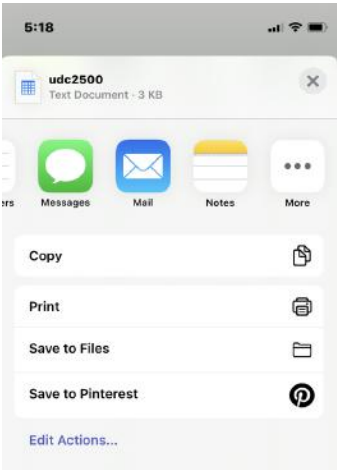 5:18
udc2500
Text Document - 3 KB
ers Messages Mail Notes More
Copy
Print
Save to Files
Save to Pinterest
Edit Actions...